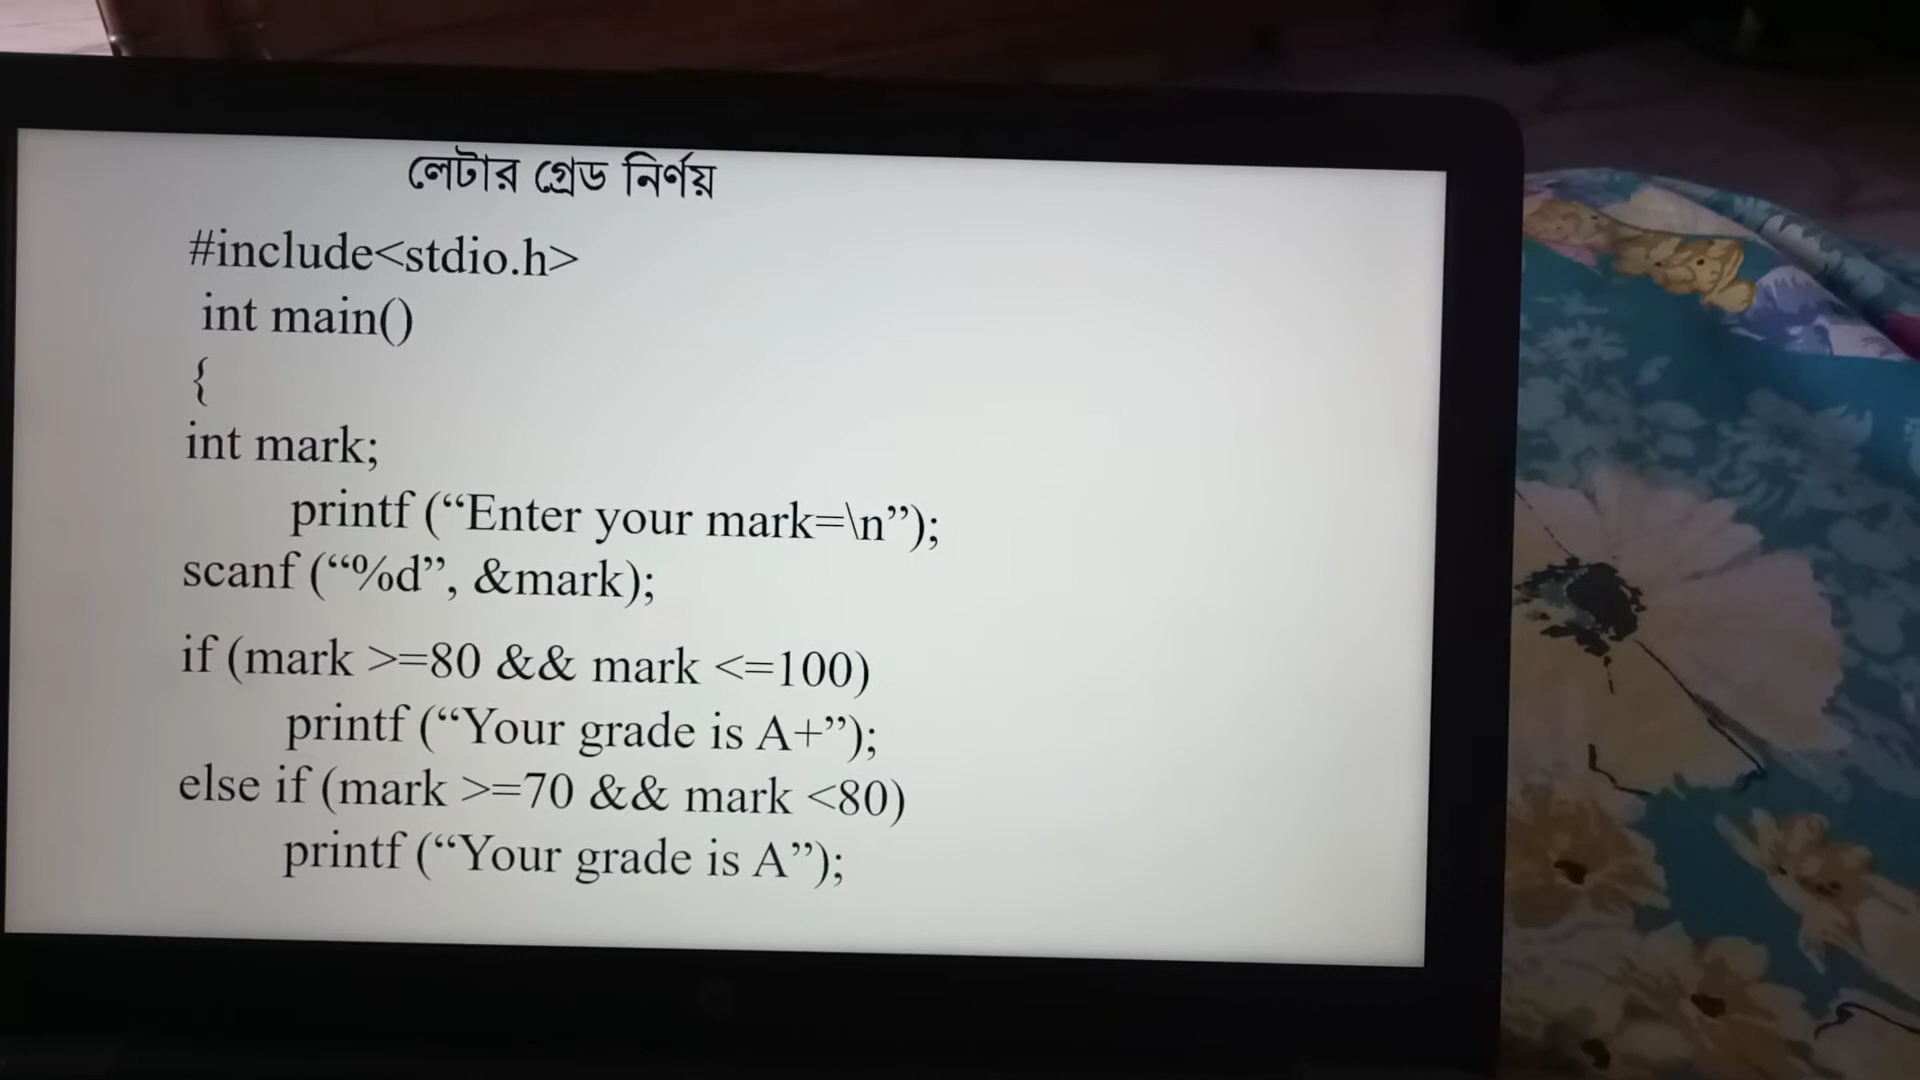 লেটার গ্রেড নির্ণয়
#include<stdio.h>
int main()
{
int mark;
printf (“Enter your mark=\n”);
scanf (“%d”, &mark);
if (mark >=80 && mark <=100)
printf (“Your grade is A+”);
else if (mark >=70 && mark <80)
printf (“Your grade is A”);